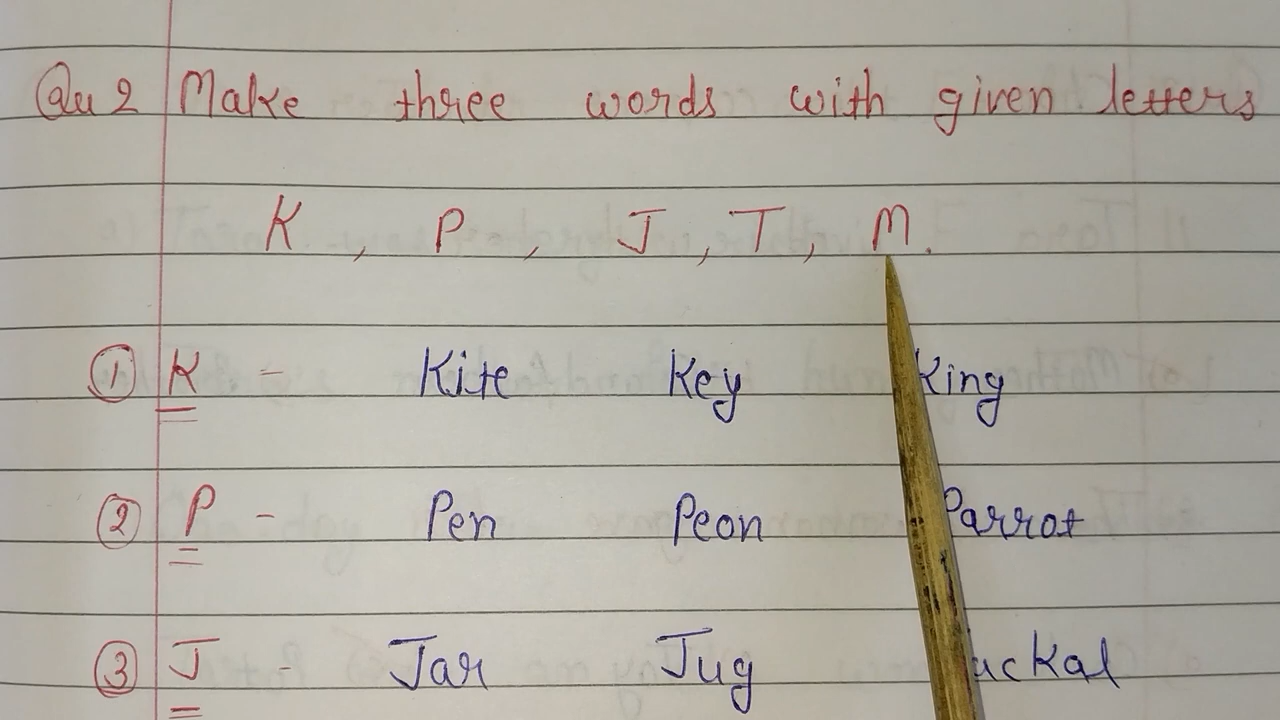 Qu 2 Make three words with given letters
K , P , J , T , M .
① K - Kite Key King
② P - Pen Peon Parrot
③ J - Jar Jug